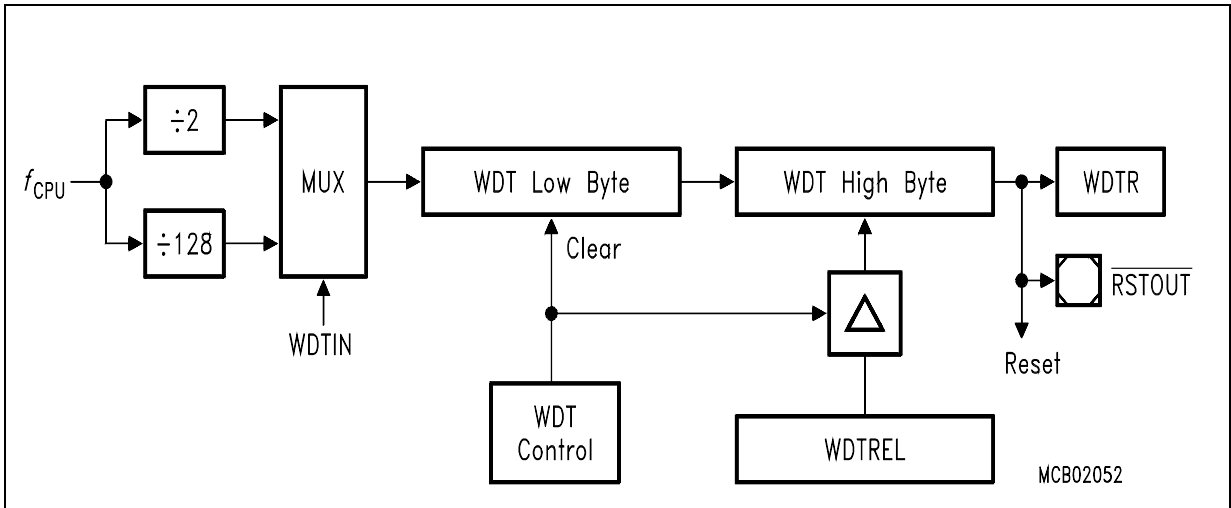 ÷2
fCPU
÷128
MUX
WDTIN
WDT Low Byte
Clear
WDT
Control
WDT High Byte
WDTREL
WDTR
RSTOUT
Reset
MCB02052